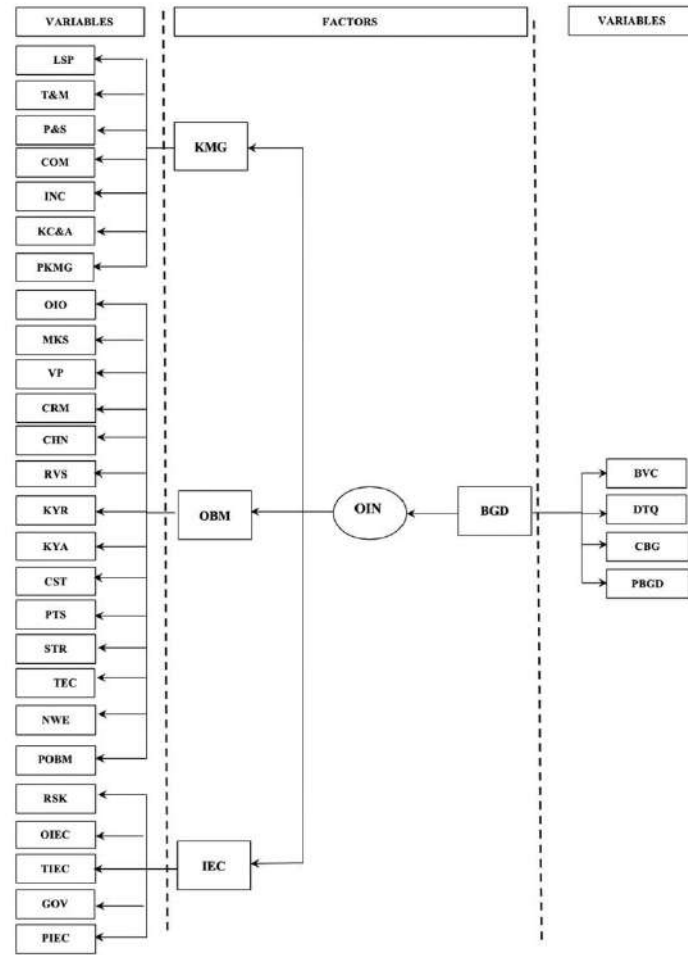 VARIABLES
FACTORS
VARIABLES
LSP
T&M
P&S
COM
INC
KC&A
PKMG
OIO
MKS
VP
CRM
CHN
RVS
KYR
KYA
CST
PTS
STR
TEC
NWE
POBM
RSK
OIEC
TIEC
GOV
PIEC
KMG
OBM
IEC
OIN
BGD
BVC
DTQ
CBG
PBGD